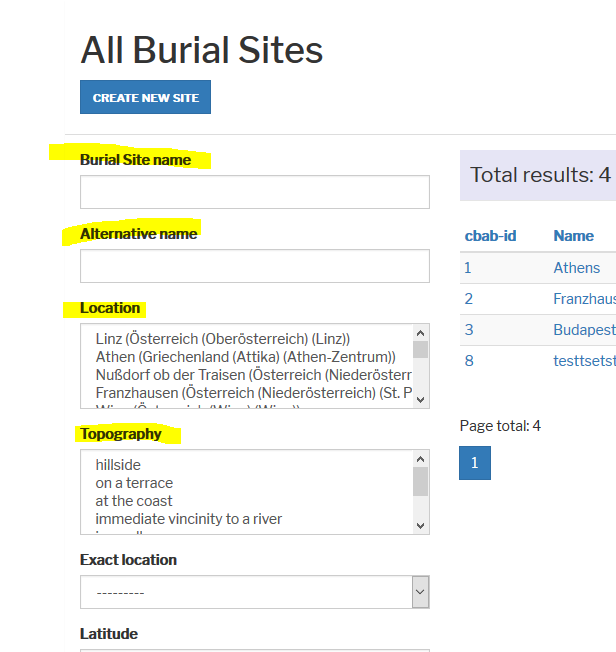 All Burial Sites
CREATE NEW SITE
Burial Site name
Alternative name
Location
Linz (Österreich (Oberösterreich) (Linz))
Athen (Griechenland (Attika) (Athen-Zentrum))
Nußdorf ob der Traisen (Österreich (Niederösterr
Franzhausen (Österreich (Niederösterreich) (St. P
Topography
hillside
on a terrace
at the coast
immediate vincinity to a river
Exact location
---------
Latitude
Total results: 4
cbab-id Name
1 Athens
2 Franzhaus
3 Budapest
8 testtsetst
Page total: 4
1